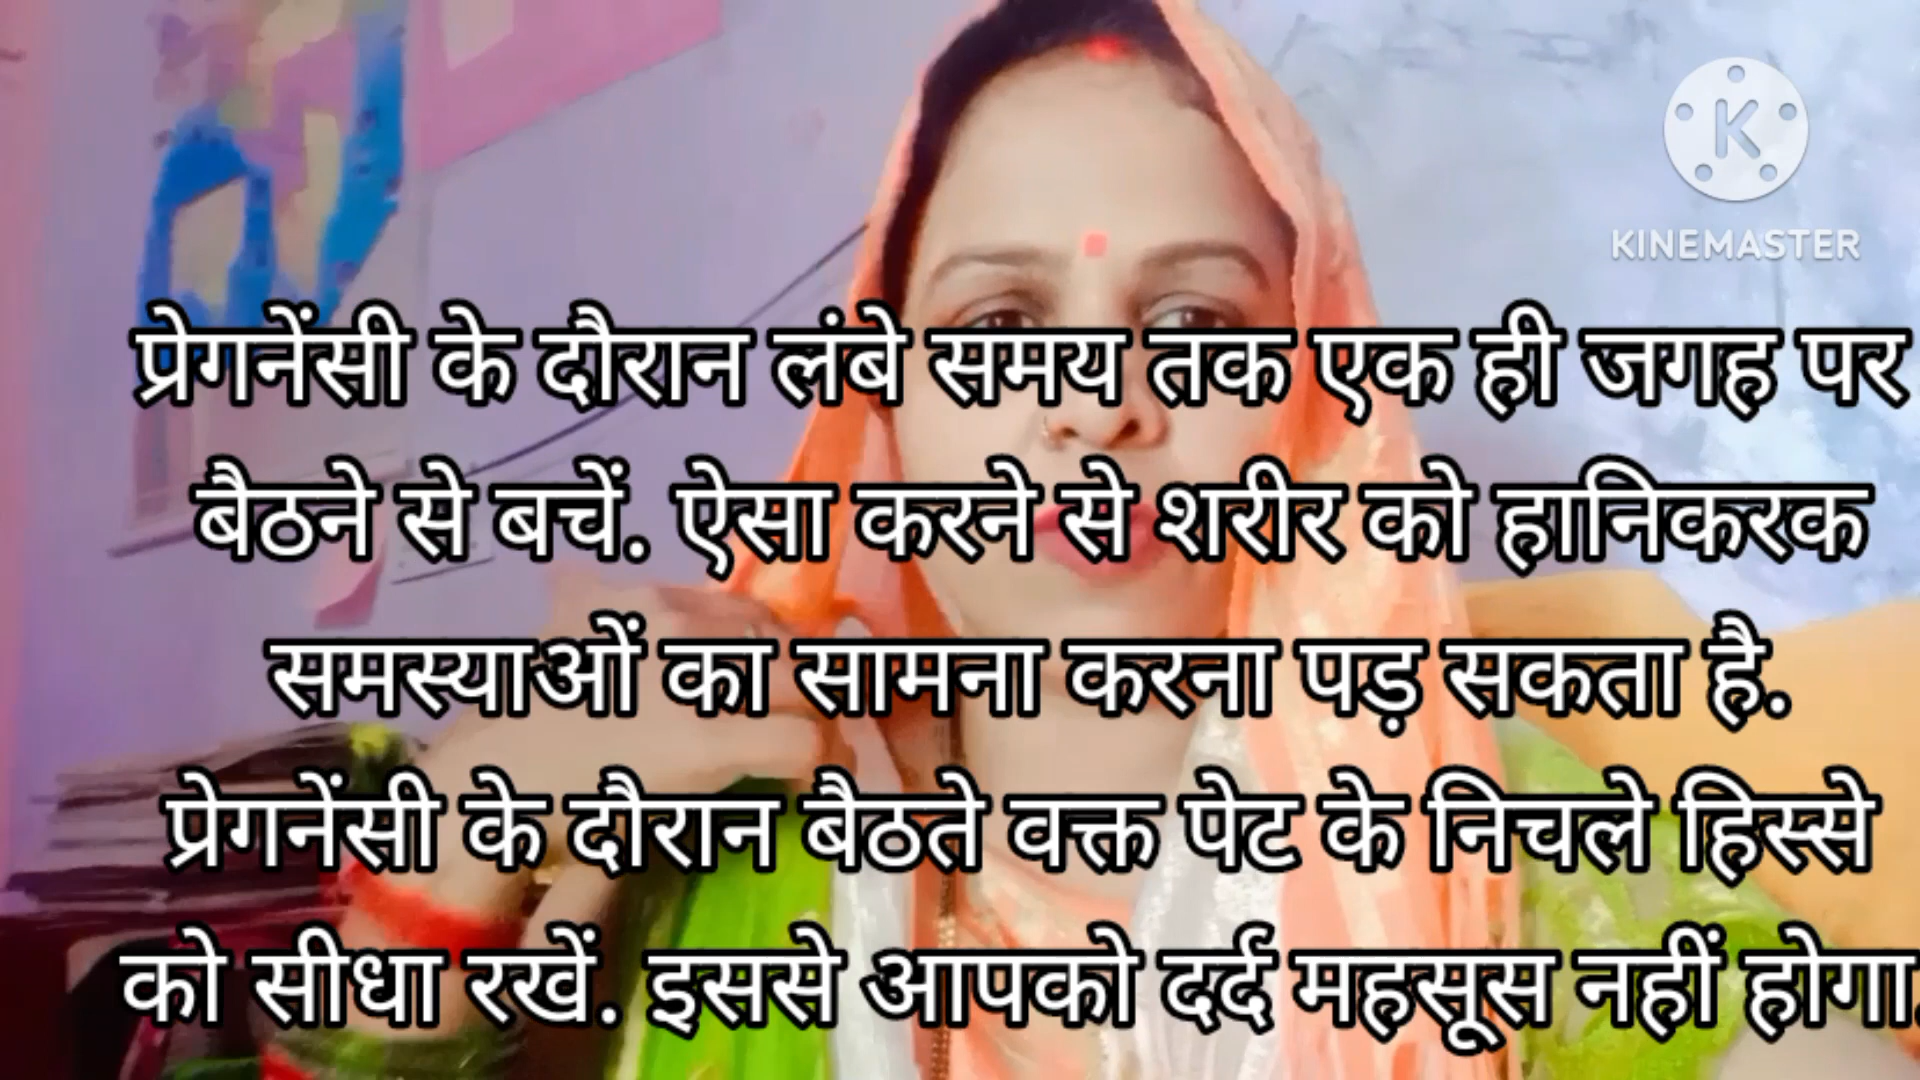 KINEMASTER
प्रेगनेंसी के दौरान लंबे समय तक एक ही जगह पर
बैठने से बचें. ऐसा करने से शरीर को हानिकरक
समस्याओं का सामना करना पड़ सकता है.
प्रेगनेंसी के दौरान बैठते वक्त पेट के निचले हिस्से
को सीधा रखें. इससे आपको दर्द महसूस नहीं होगा.